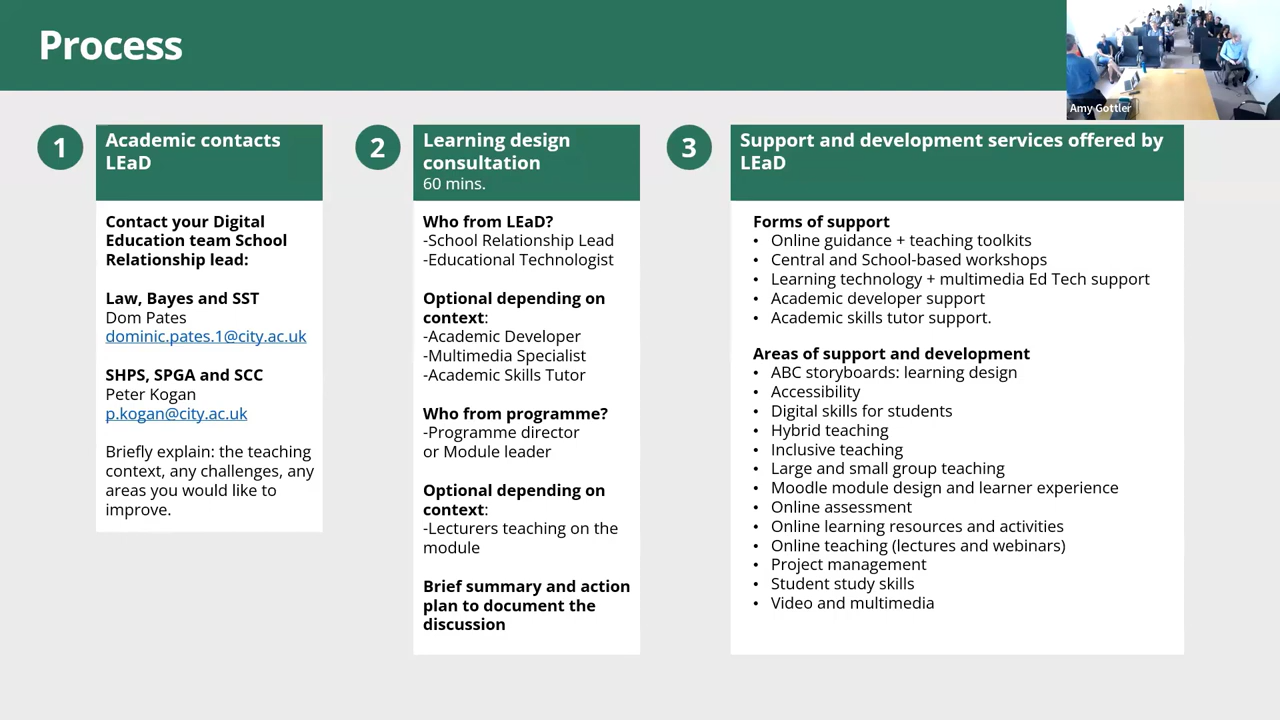 Process
Amy Gottler
1
Academic contacts
LEaD
Contact your Digital
Education team School
Relationship lead:
Law, Bayes and SST
Dom Pates
dominic.pates.1@city.ac.uk
SHPS, SPGA and SCC
Peter Kogan
p.kogan@city.ac.uk
Briefly explain: the teaching
context, any challenges, any
areas you would like to
improve.
2
Learning design
consultation
60 mins.
Who from LEaD?
-School Relationship Lead
-Educational Technologist
Optional depending on
context:
-Academic Developer
-Multimedia Specialist
-Academic Skills Tutor
Who from programme?
-Programme director
or Module leader
Optional depending on
context:
-Lecturers teaching on the
module
Brief summary and action
plan to document the
discussion
3
Support and development services offered by
LEaD
Forms of support
• Online guidance + teaching toolkits
• Central and School-based workshops
• Learning technology + multimedia Ed Tech support
• Academic developer support
• Academic skills tutor support.
Areas of support and development
• ABC storyboards: learning design
• Accessibility
• Digital skills for students
• Hybrid teaching
• Inclusive teaching
• Large and small group teaching
• Moodle module design and learner experience
• Online assessment
• Online learning resources and activities
• Online teaching (lectures and webinars)
• Project management
• Student study skills
• Video and multimedia